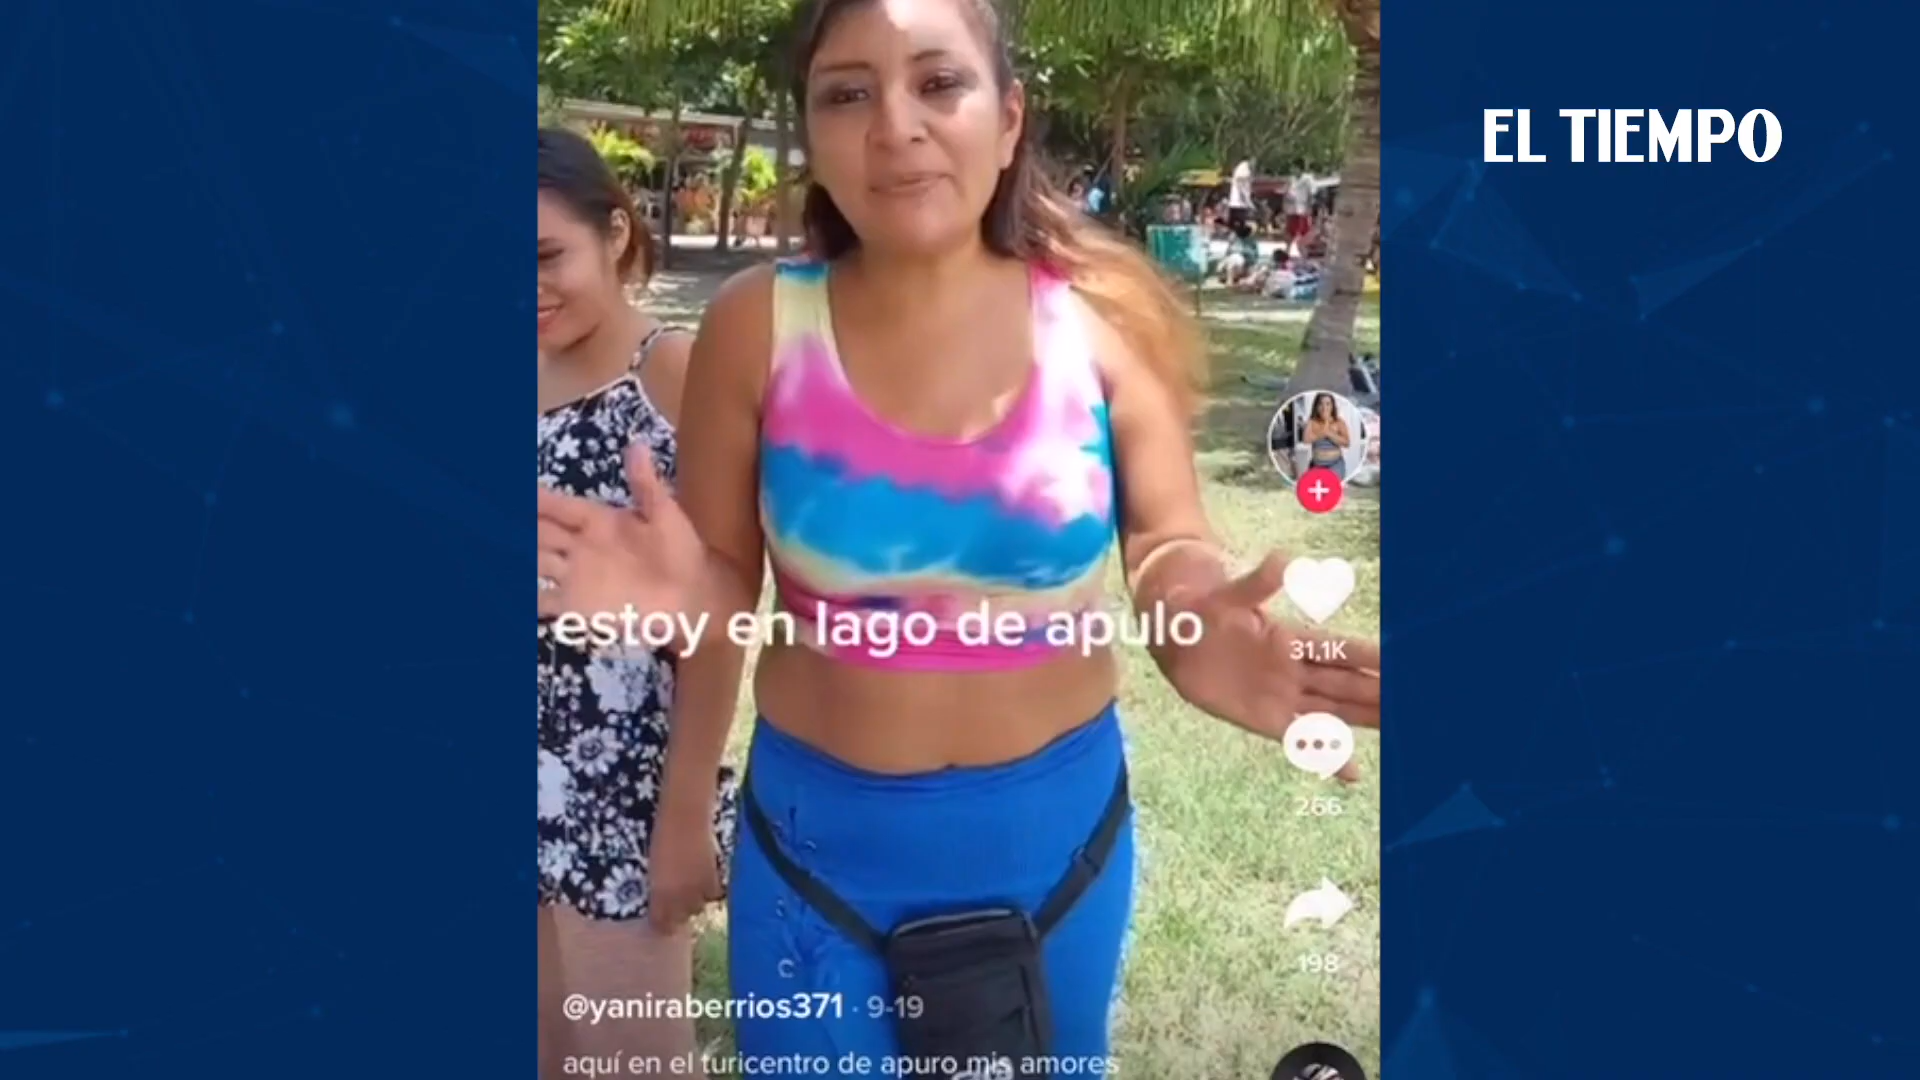 EL TIEMPO
estoy en lago de apulo
31.1K
266
198
@yaniraberrios371 · 9-19
aquí en el turicentro de apuro mis amores